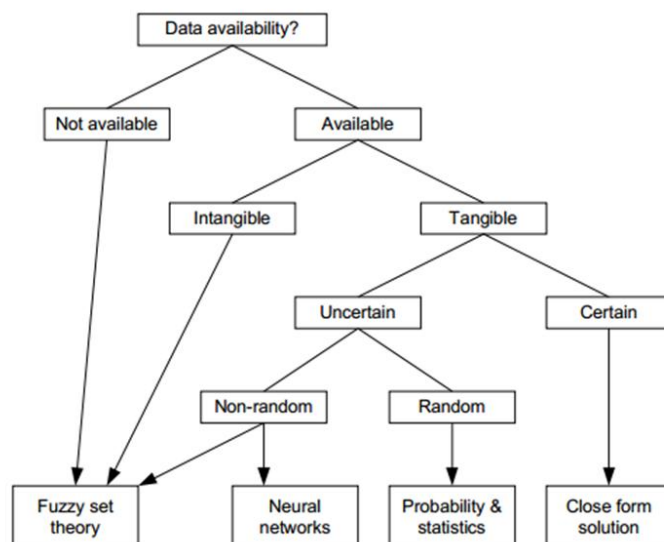 Data availability?
Not available
Available
Intangible
Tangible
Uncertain
Certain
Non-random
Random
Fuzzy set
theory
Neural
networks
Probability &
statistics
Close form
solution